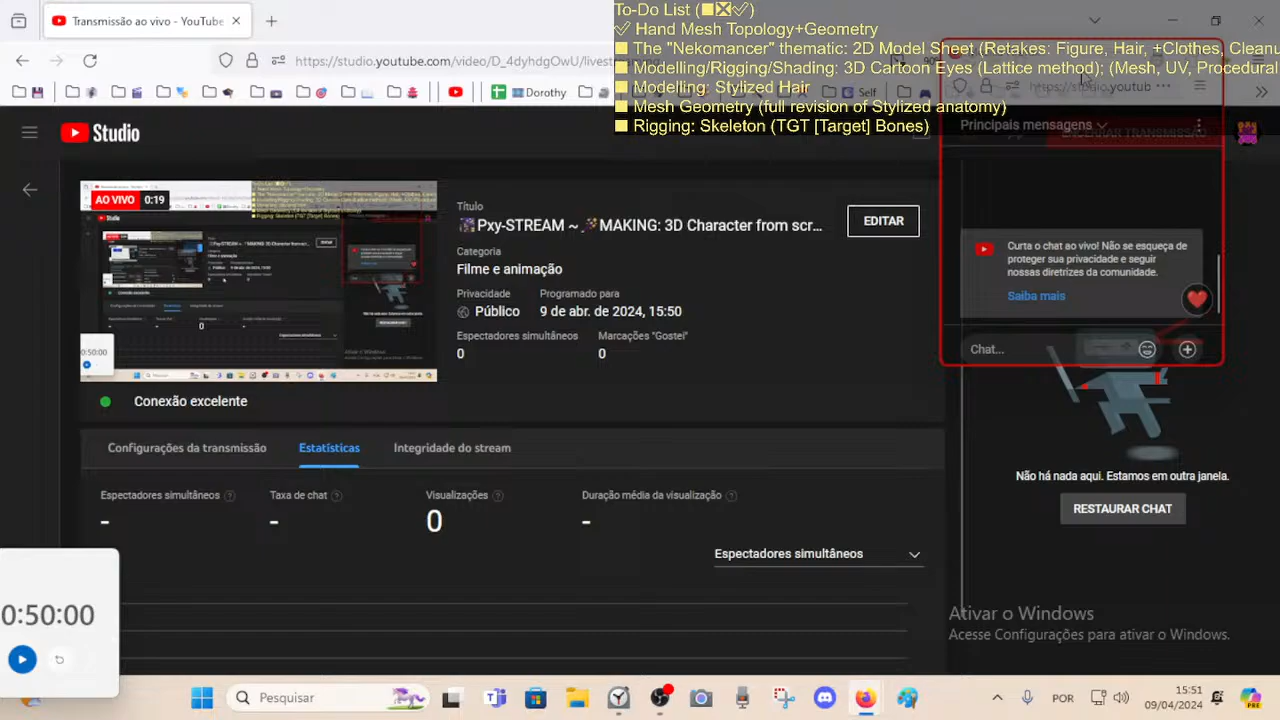 To-Do List (■☒✓)
✓ Hand Mesh Topology+Geometry
■ The "Nekomancer" thematic: 2D Model Sheet (Retakes: Figure, Hair, +Clothes, Cleanu
■ Modelling/Rigging/Shading: 3D Cartoon Eyes (Lattice method); (Mesh, UV, Procedural
■ Modelling: Stylized Hair
■ Mesh Geometry (full revision of Stylized anatomy)
■ Rigging: Skeleton (TGT [Target] Bones)
Transmissão ao vivo - YouTube
https://studio.youtube.com/video/D_4dyhdgOwU/livest
Dorothy
Self
Studio
Principais mensagens
ENCERRAR TRANSMISSÃO
AO VIVO 0:19
Título
Pxy-STREAM ~ MAKING: 3D Character from scr...
EDITAR
Categoria
Filme e animação
Privacidade
Programado para
Público
9 de abr. de 2024, 15:50
Espectadores simultâneos
Marcações "Gostei"
0
0
Conexão excelente
Curta o chat ao vivo! Não se esqueça de
proteger sua privacidade e seguir
nossas diretrizes da comunidade.
Saiba mais
Chat...
Não há nada aqui. Estamos em outra janela.
RESTAURAR CHAT
Configurações da transmissão
Estatísticas
Integridade do stream
Espectadores simultâneos
Taxa de chat
Visualizações
Duração média da visualização
-
-
0
-
Espectadores simultâneos
0:50:00
Ativar o Windows
Acesse Configurações para ativar o Windows.
Pesquisar
POR
15:51
09/04/2024